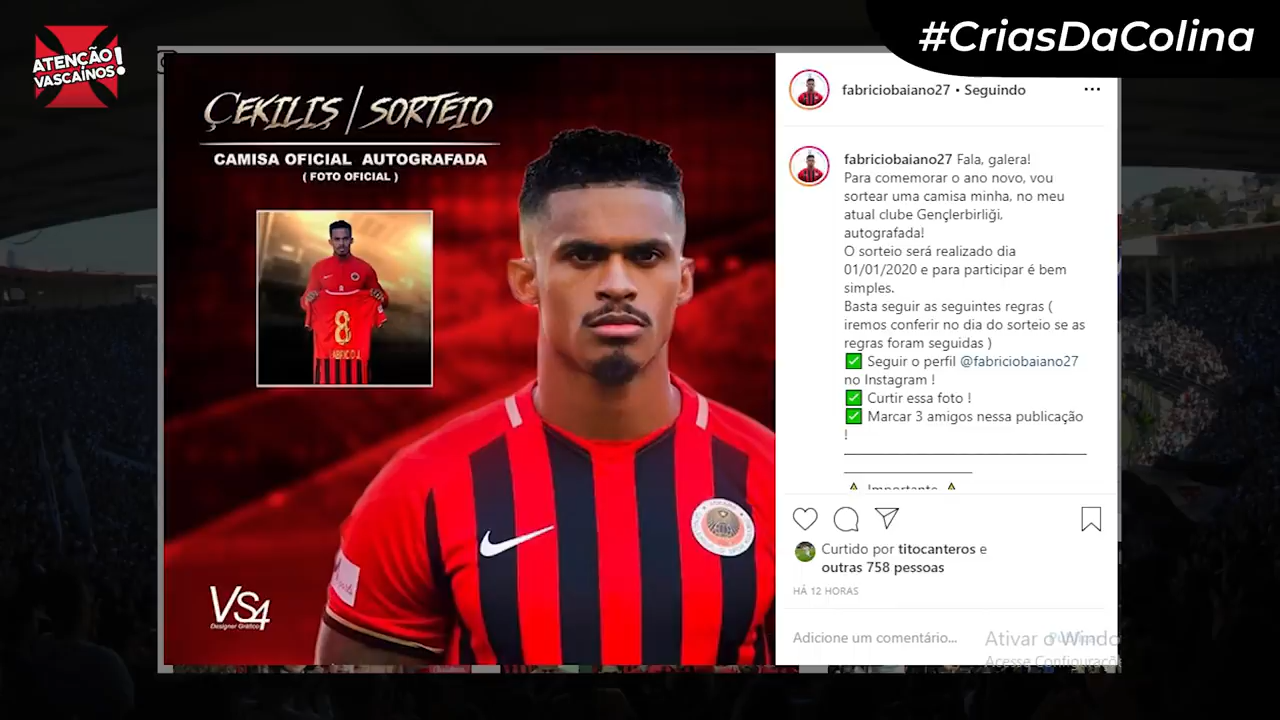 ATENÇÃO
VASCAÍNOS!
#CriasDaColina
ÇEKILIŞ / SORTEIO
CAMISA OFICIAL AUTOGRAFADA
( FOTO OFICIAL )
8
VS4
Designer Gráfico
fabriciobaiano27 • Seguindo
fabriciobaiano27 Fala, galera!
Para comemorar o ano novo, vou
sortear uma camisa minha, no meu
atual clube Gençlerbirliği,
autografada!
O sorteio será realizado dia
01/01/2020 e para participar é bem
simples.
Basta seguir as seguintes regras (
iremos conferir no dia do sorteio se as
regras foram seguidas )
✅ Seguir o perfil @fabriciobaiano27
no Instagram !
✅ Curtir essa foto !
✅ Marcar 3 amigos nessa publicação
!
Importante
Curtido por titocanteros e
outras 758 pessoas
HÁ 12 HORAS
Adicione um comentário...
Ativar o Windo
Acesse Configuraçõ